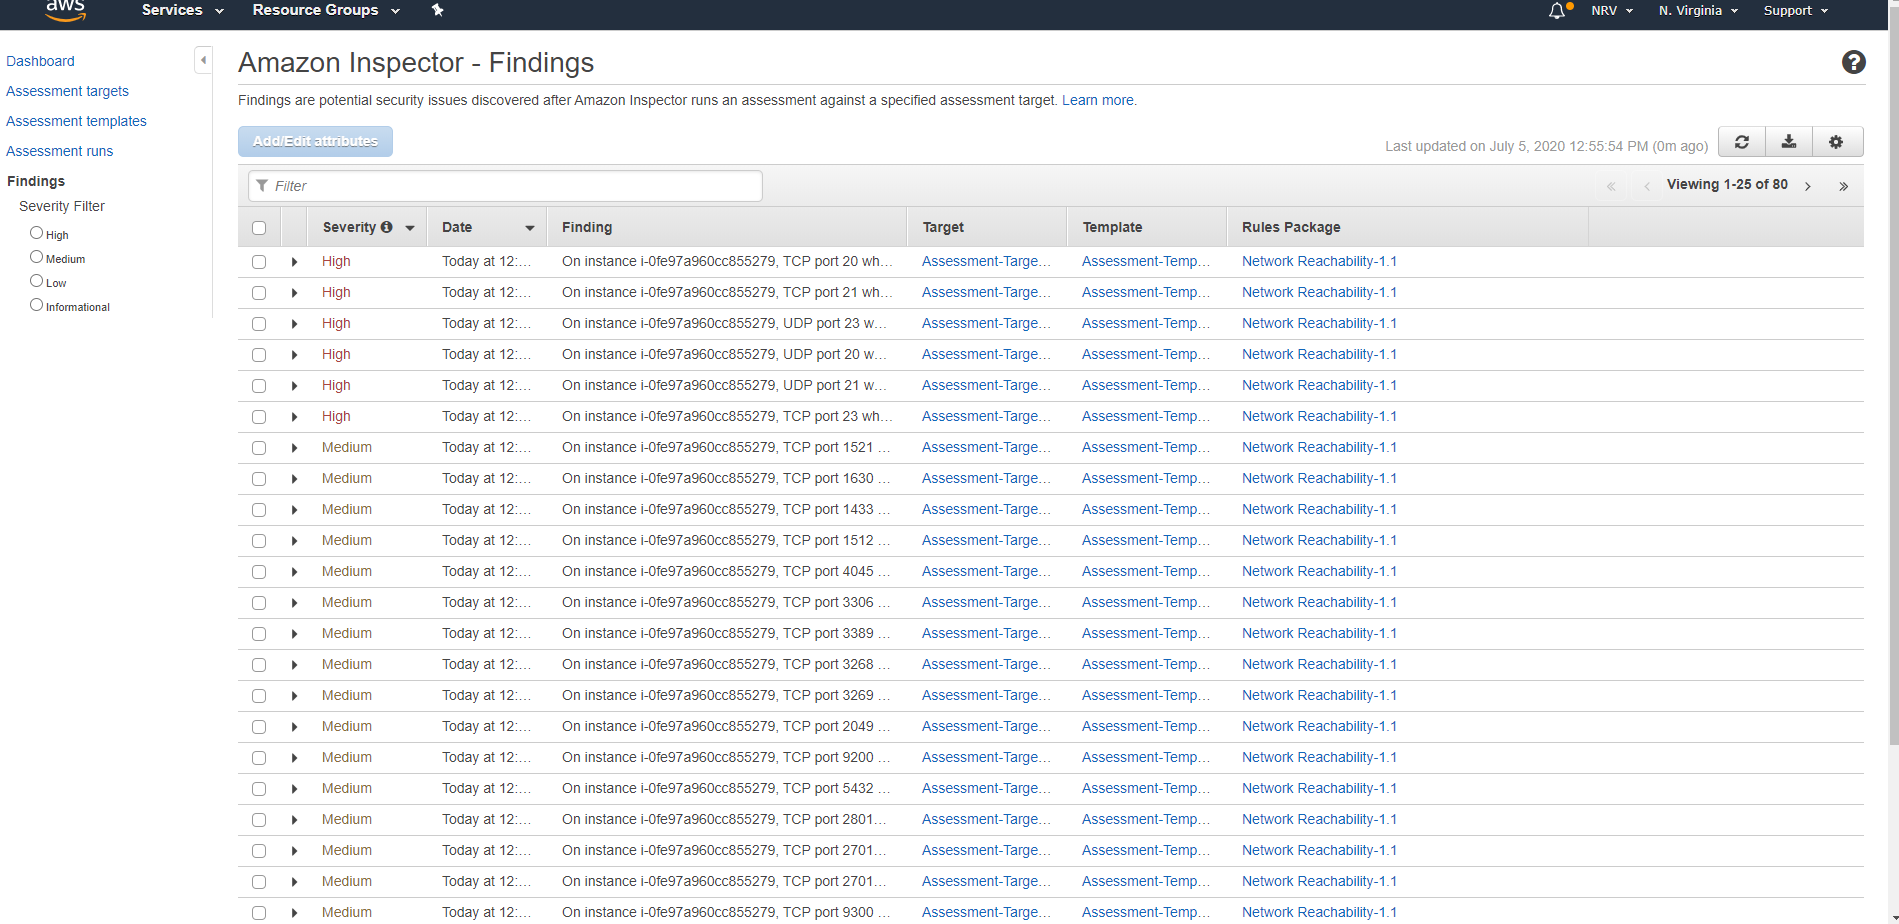 aws Services Resource Groups NRV N. Virginia Support
Dashboard
Assessment targets
Assessment templates
Assessment runs
Findings
Severity Filter
High
Medium
Low
Informational
Amazon Inspector - Findings
Findings are potential security issues discovered after Amazon Inspector runs an assessment against a specified assessment target. Learn more.
Add/Edit attributes
Last updated on July 5, 2020 12:55:54 PM (0m ago)
Filter
Viewing 1-25 of 80
Severity Date Finding Target Template Rules Package
High Today at 12:... On instance i-0fe97a960cc855279, TCP port 20 wh... Assessment-Targe... Assessment-Temp... Network Reachability-1.1
High Today at 12:... On instance i-0fe97a960cc855279, TCP port 21 wh... Assessment-Targe... Assessment-Temp... Network Reachability-1.1
High Today at 12:... On instance i-0fe97a960cc855279, UDP port 23 w... Assessment-Targe... Assessment-Temp... Network Reachability-1.1
High Today at 12:... On instance i-0fe97a960cc855279, UDP port 20 w... Assessment-Targe... Assessment-Temp... Network Reachability-1.1
High Today at 12:... On instance i-0fe97a960cc855279, UDP port 21 w... Assessment-Targe... Assessment-Temp... Network Reachability-1.1
High Today at 12:... On instance i-0fe97a960cc855279, TCP port 23 wh... Assessment-Targe... Assessment-Temp... Network Reachability-1.1
Medium Today at 12:... On instance i-0fe97a960cc855279, TCP port 1521 ... Assessment-Targe... Assessment-Temp... Network Reachability-1.1
Medium Today at 12:... On instance i-0fe97a960cc855279, TCP port 1630 ... Assessment-Targe... Assessment-Temp... Network Reachability-1.1
Medium Today at 12:... On instance i-0fe97a960cc855279, TCP port 1433 ... Assessment-Targe... Assessment-Temp... Network Reachability-1.1
Medium Today at 12:... On instance i-0fe97a960cc855279, TCP port 1512 ... Assessment-Targe... Assessment-Temp... Network Reachability-1.1
Medium Today at 12:... On instance i-0fe97a960cc855279, TCP port 4045 ... Assessment-Targe... Assessment-Temp... Network Reachability-1.1
Medium Today at 12:... On instance i-0fe97a960cc855279, TCP port 3306 ... Assessment-Targe... Assessment-Temp... Network Reachability-1.1
Medium Today at 12:... On instance i-0fe97a960cc855279, TCP port 3389 ... Assessment-Targe... Assessment-Temp... Network Reachability-1.1
Medium Today at 12:... On instance i-0fe97a960cc855279, TCP port 3268 ... Assessment-Targe... Assessment-Temp... Network Reachability-1.1
Medium Today at 12:... On instance i-0fe97a960cc855279, TCP port 3269 ... Assessment-Targe... Assessment-Temp... Network Reachability-1.1
Medium Today at 12:... On instance i-0fe97a960cc855279, TCP port 2049 ... Assessment-Targe... Assessment-Temp... Network Reachability-1.1
Medium Today at 12:... On instance i-0fe97a960cc855279, TCP port 9200 ... Assessment-Targe... Assessment-Temp... Network Reachability-1.1
Medium Today at 12:... On instance i-0fe97a960cc855279, TCP port 5432 ... Assessment-Targe... Assessment-Temp... Network Reachability-1.1
Medium Today at 12:... On instance i-0fe97a960cc855279, TCP port 2801... Assessment-Targe... Assessment-Temp... Network Reachability-1.1
Medium Today at 12:... On instance i-0fe97a960cc855279, TCP port 2701... Assessment-Targe... Assessment-Temp... Network Reachability-1.1
Medium Today at 12:... On instance i-0fe97a960cc855279, TCP port 2701... Assessment-Targe... Assessment-Temp... Network Reachability-1.1
Medium Today at 12:... On instance i-0fe97a960cc855279, TCP port 9300 ... Assessment-Targe... Assessment-Temp... Network Reachability-1.1